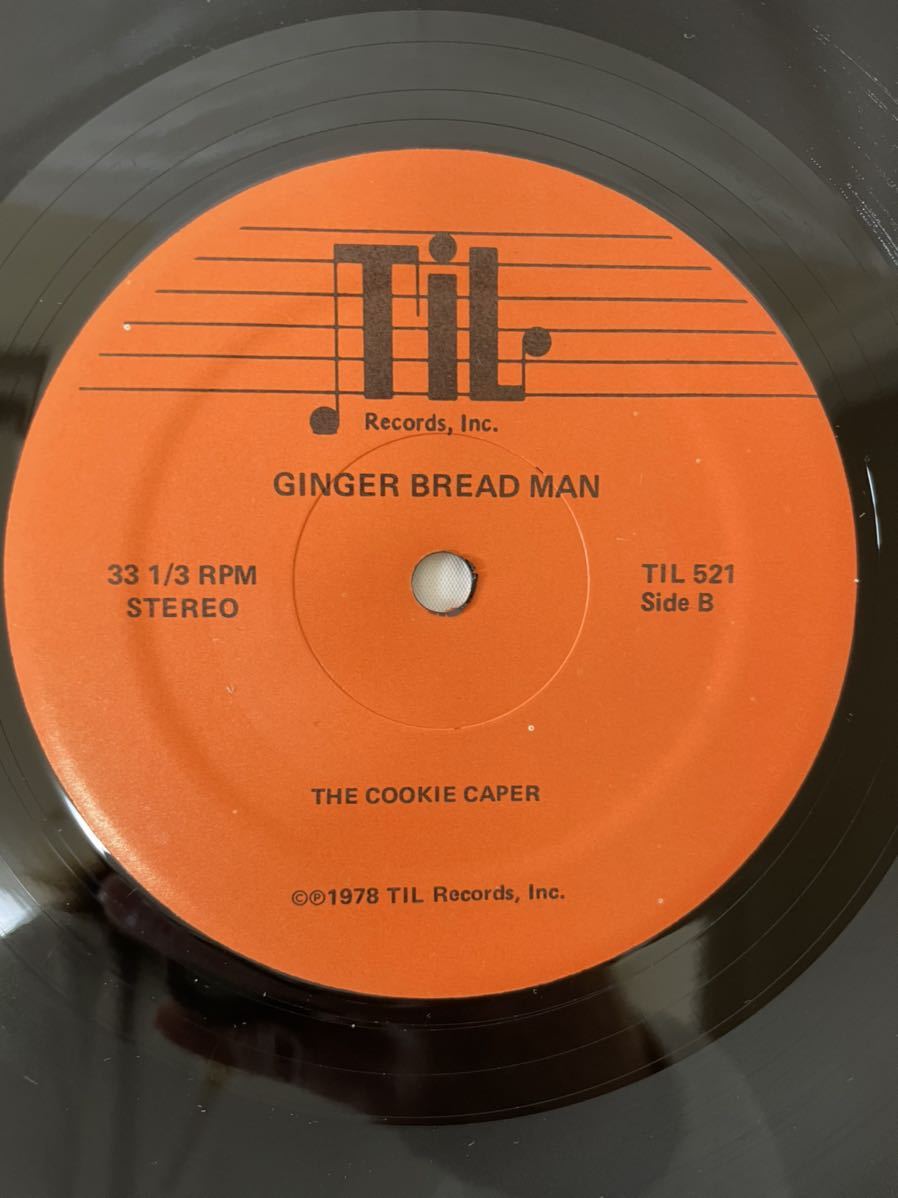 TiL
Records, Inc.
GINGER BREAD MAN
33 1/3 RPM
STEREO
TIL 521
Side B
THE COOKIE CAPER
©℗1978 TIL Records, Inc.